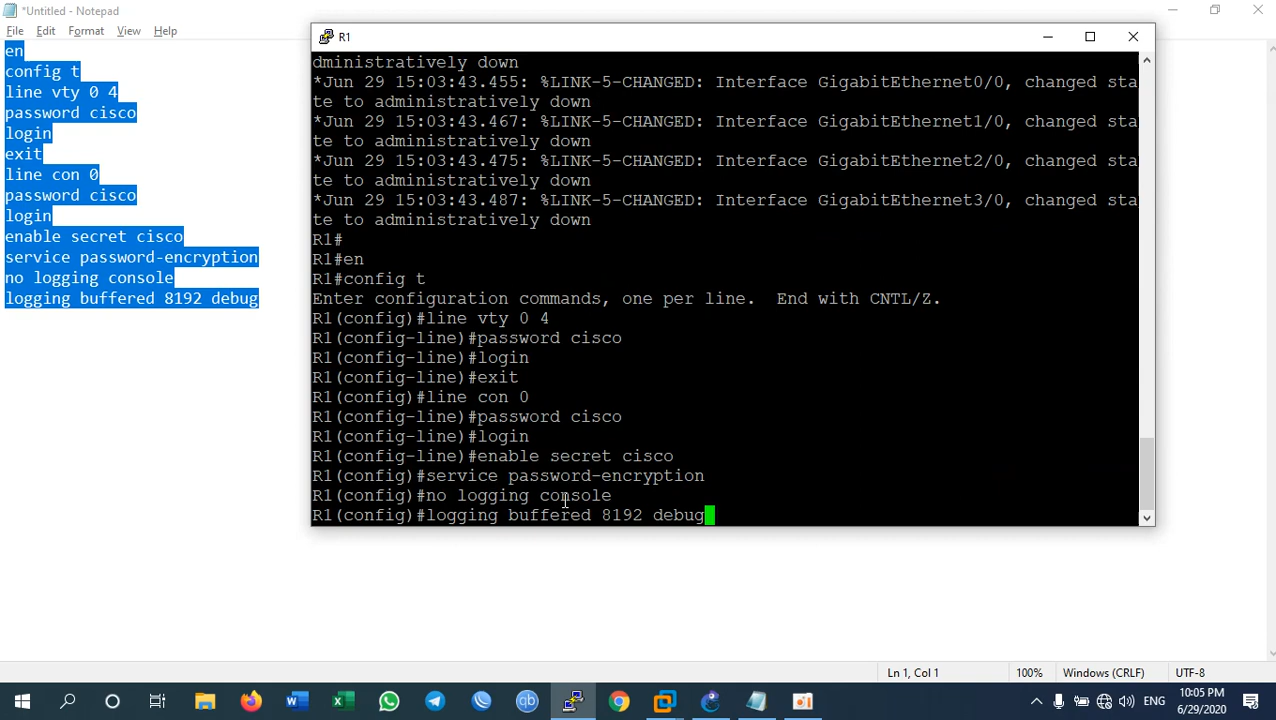 *Untitled - Notepad
File Edit Format View Help
en
config t
line vty 0 4
password cisco
login
exit
line con 0
password cisco
login
enable secret cisco
service password-encryption
no logging console
logging buffered 8192 debug
R1
dministratively down
*Jun 29 15:03:43.455: %LINK-5-CHANGED: Interface GigabitEthernet0/0, changed sta
te to administratively down
*Jun 29 15:03:43.467: %LINK-5-CHANGED: Interface GigabitEthernet1/0, changed sta
te to administratively down
*Jun 29 15:03:43.475: %LINK-5-CHANGED: Interface GigabitEthernet2/0, changed sta
te to administratively down
*Jun 29 15:03:43.487: %LINK-5-CHANGED: Interface GigabitEthernet3/0, changed sta
te to administratively down
R1#
R1#en
R1#config t
Enter configuration commands, one per line.  End with CNTL/Z.
R1(config)#line vty 0 4
R1(config-line)#password cisco
R1(config-line)#login
R1(config-line)#exit
R1(config)#line con 0
R1(config-line)#password cisco
R1(config-line)#login
R1(config-line)#enable secret cisco
R1(config)#service password-encryption
R1(config)#no logging console
R1(config)#logging buffered 8192 debug
Ln 1, Col 1 100% Windows (CRLF) UTF-8
ENG
10:05 PM
6/29/2020